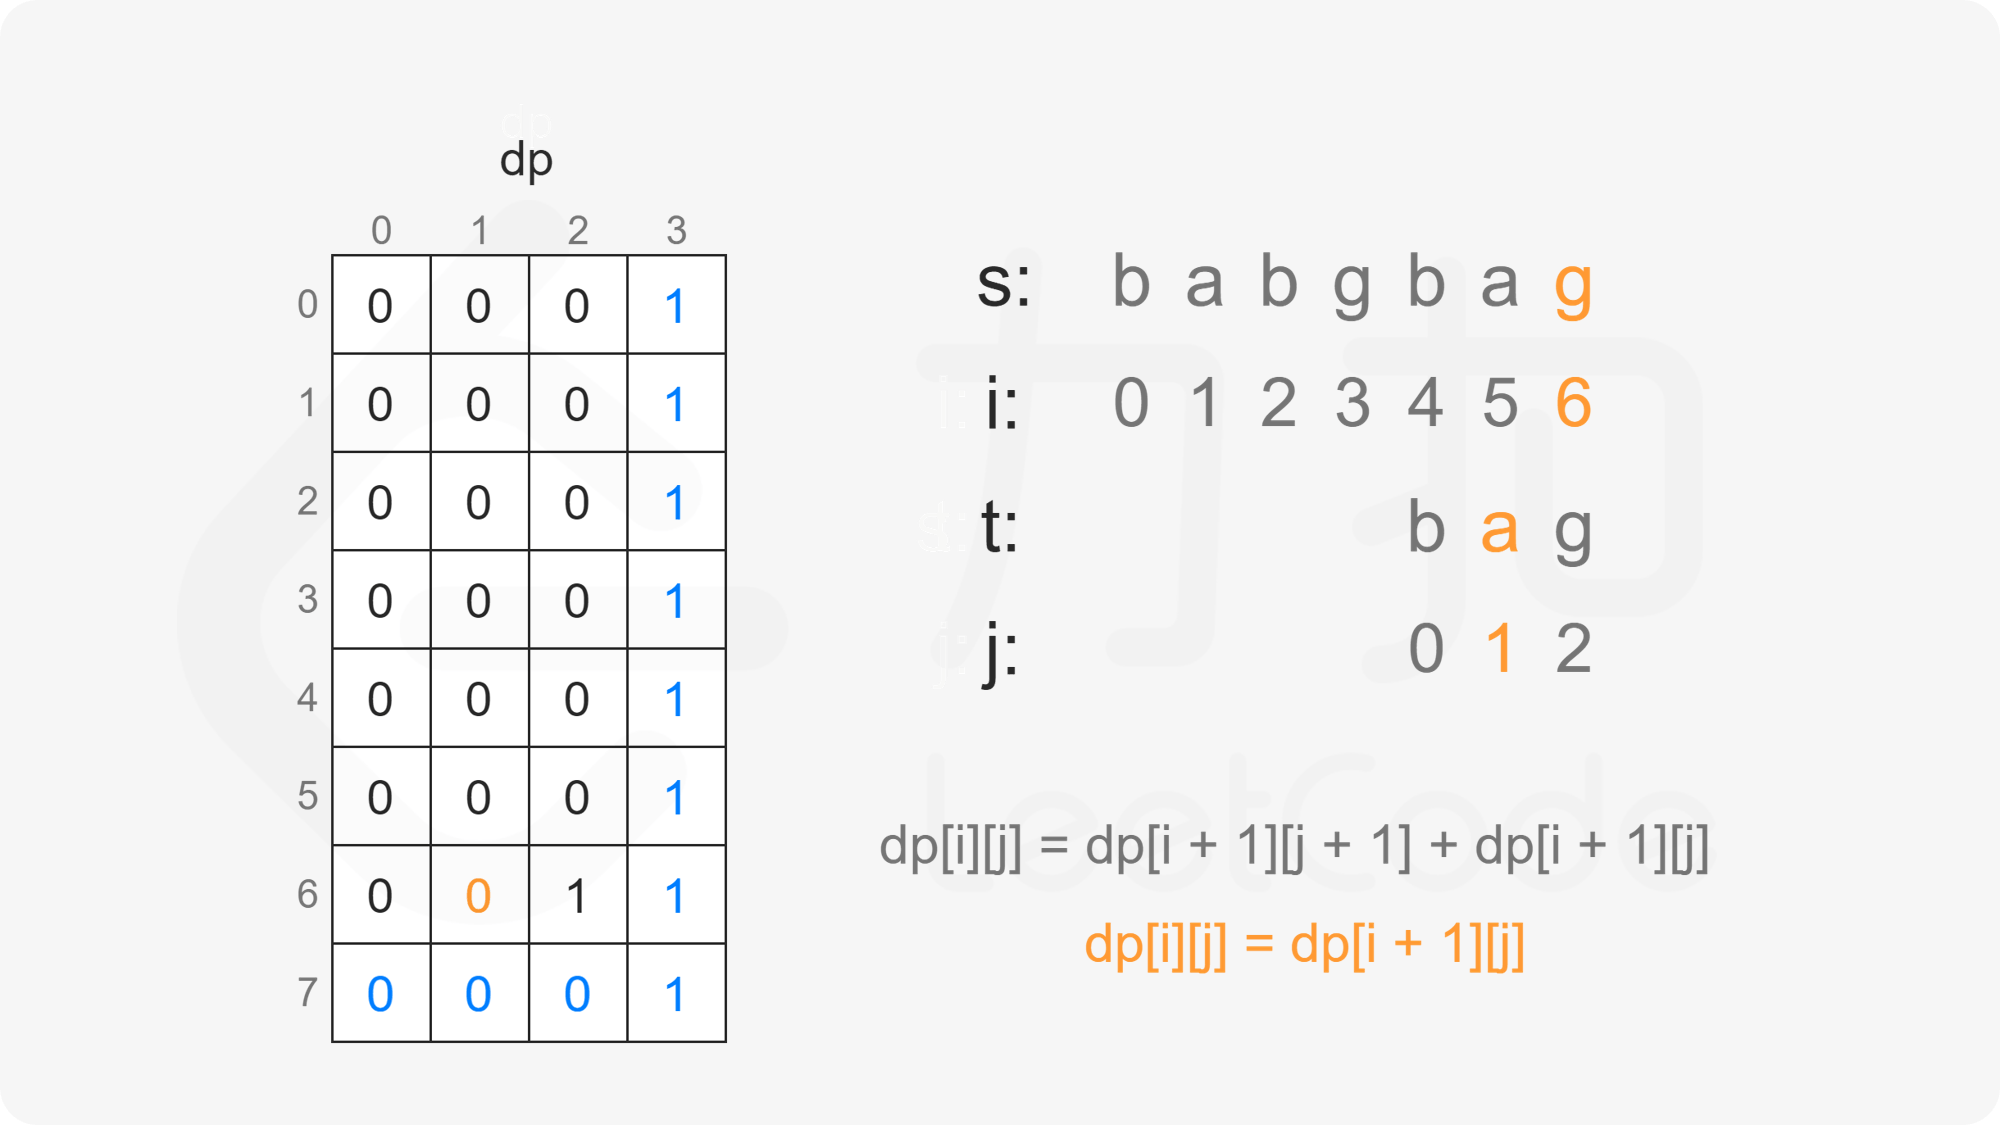 dp
0 1 2 3
0 0 0 0 1
1 0 0 0 1
2 0 0 0 1
3 0 0 0 1
4 0 0 0 1
5 0 0 0 1
6 0 0 1 1
7 0 0 0 1
s: b a b g b a g
i: 0 1 2 3 4 5 6
t: b a g
j: 0 1 2
dp[i][j] = dp[i + 1][j + 1] + dp[i + 1][j]
dp[i][j] = dp[i + 1][j]
力扣
LeetCode